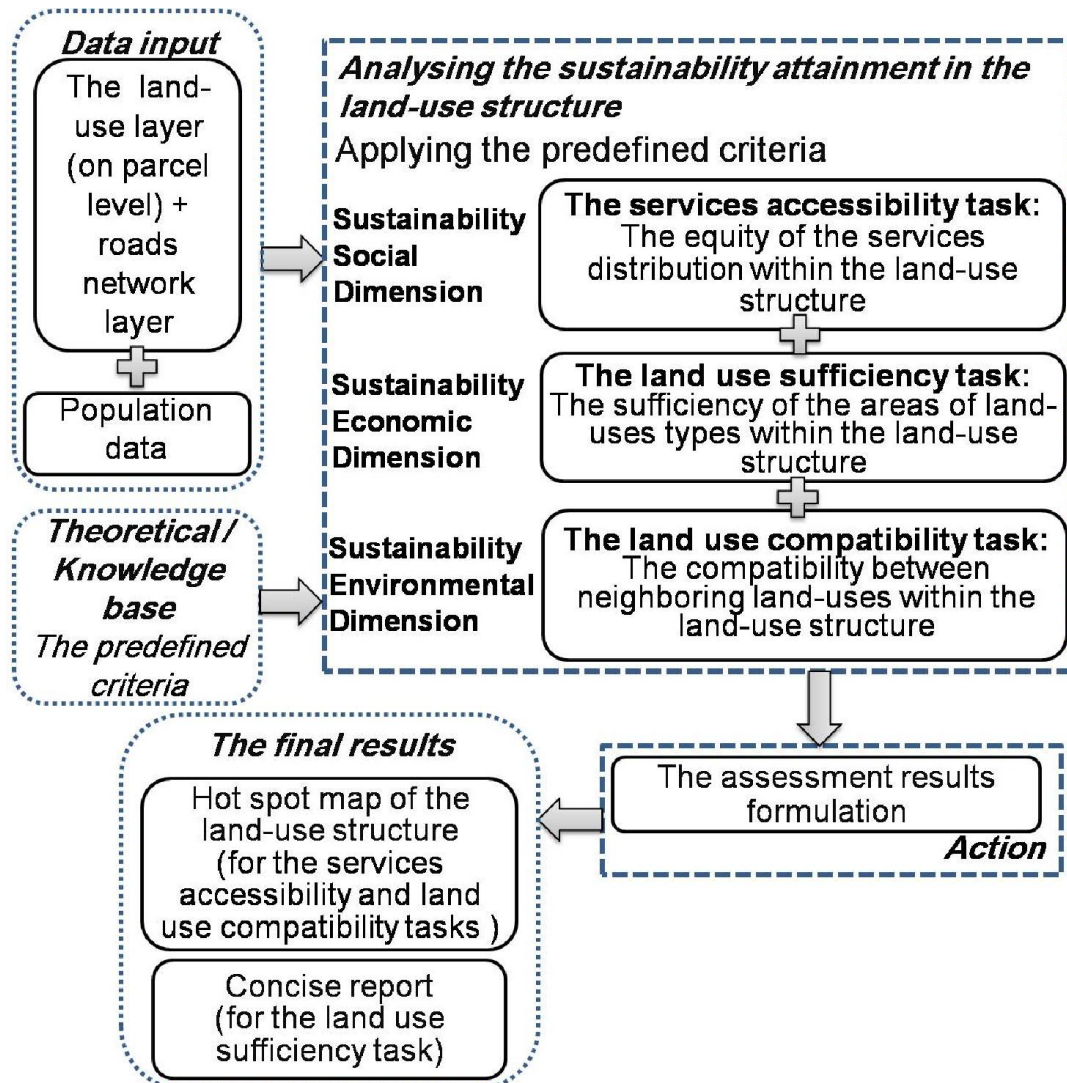 Data input
The land-
use layer
(on parcel
level) +
roads
network
layer
Population
data
Theoretical /
Knowledge
base
The predefined
criteria
Analysing the sustainability attainment in the
land-use structure
Applying the predefined criteria
Sustainability
Social
Dimension
The services accessibility task:
The equity of the services
distribution within the land-use
structure
Sustainability
Economic
Dimension
The land use sufficiency task:
The sufficiency of the areas of land-
uses types within the land-use
structure
Sustainability
Environmental
Dimension
The land use compatibility task:
The compatibility between
neighboring land-uses within the
land-use structure
The assessment results
formulation
Action
The final results
Hot spot map of the
land-use structure
(for the services
accessibility and land
use compatibility tasks )
Concise report
(for the land use
sufficiency task)